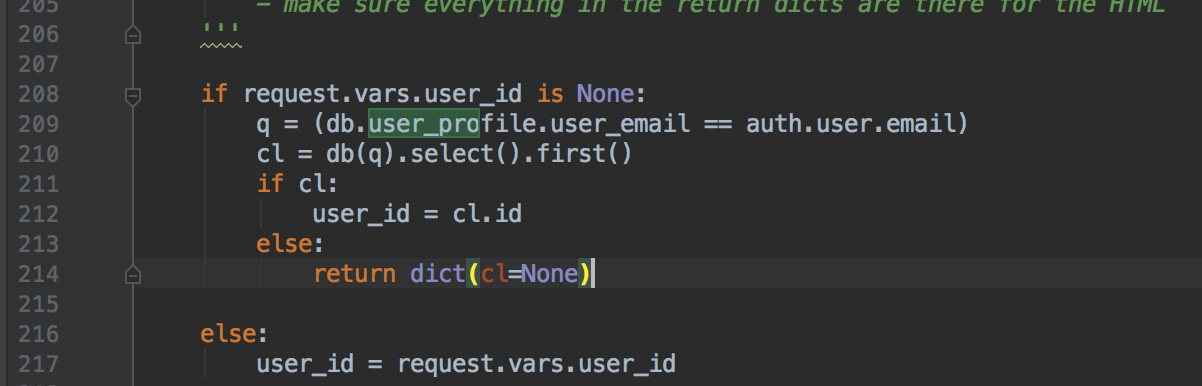 205 - make sure everything in the return dicts are there for the HTML
206 '''
207
208 if request.vars.user_id is None:
209 q = (db.user_profile.user_email == auth.user.email)
210 cl = db(q).select().first()
211 if cl:
212 user_id = cl.id
213 else:
214 return dict(cl=None)
215
216 else:
217 user_id = request.vars.user_id